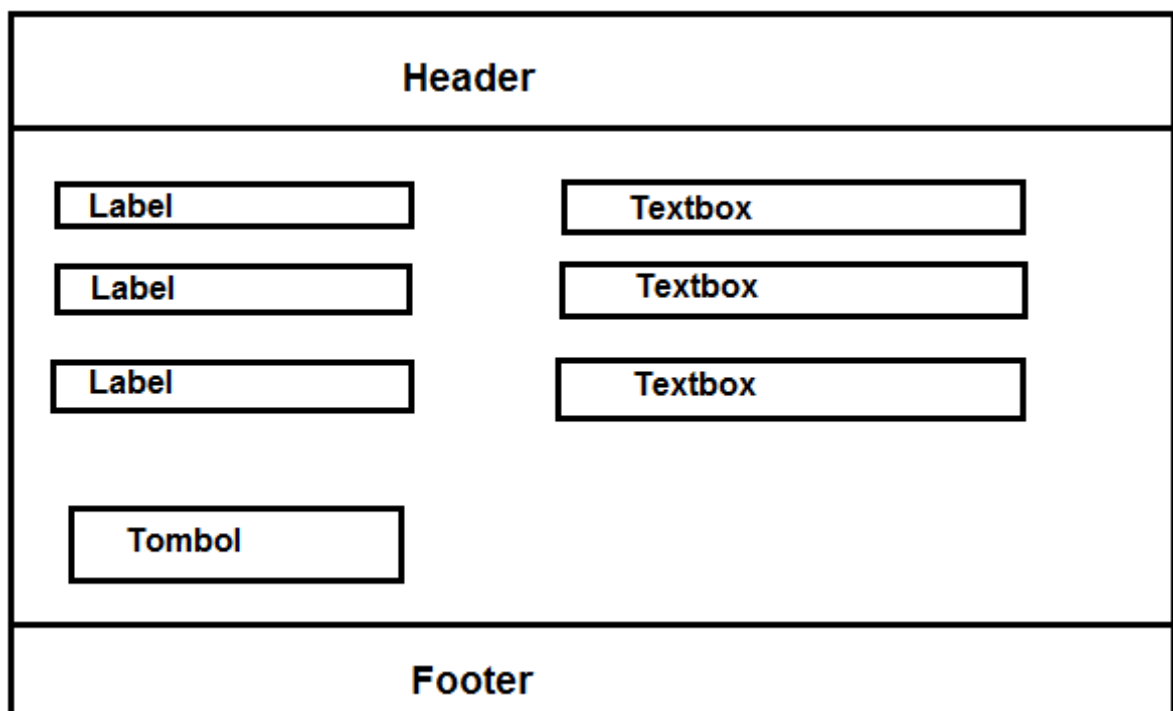 Header
Label
Textbox
Label
Textbox
Label
Textbox
Tombol
Footer